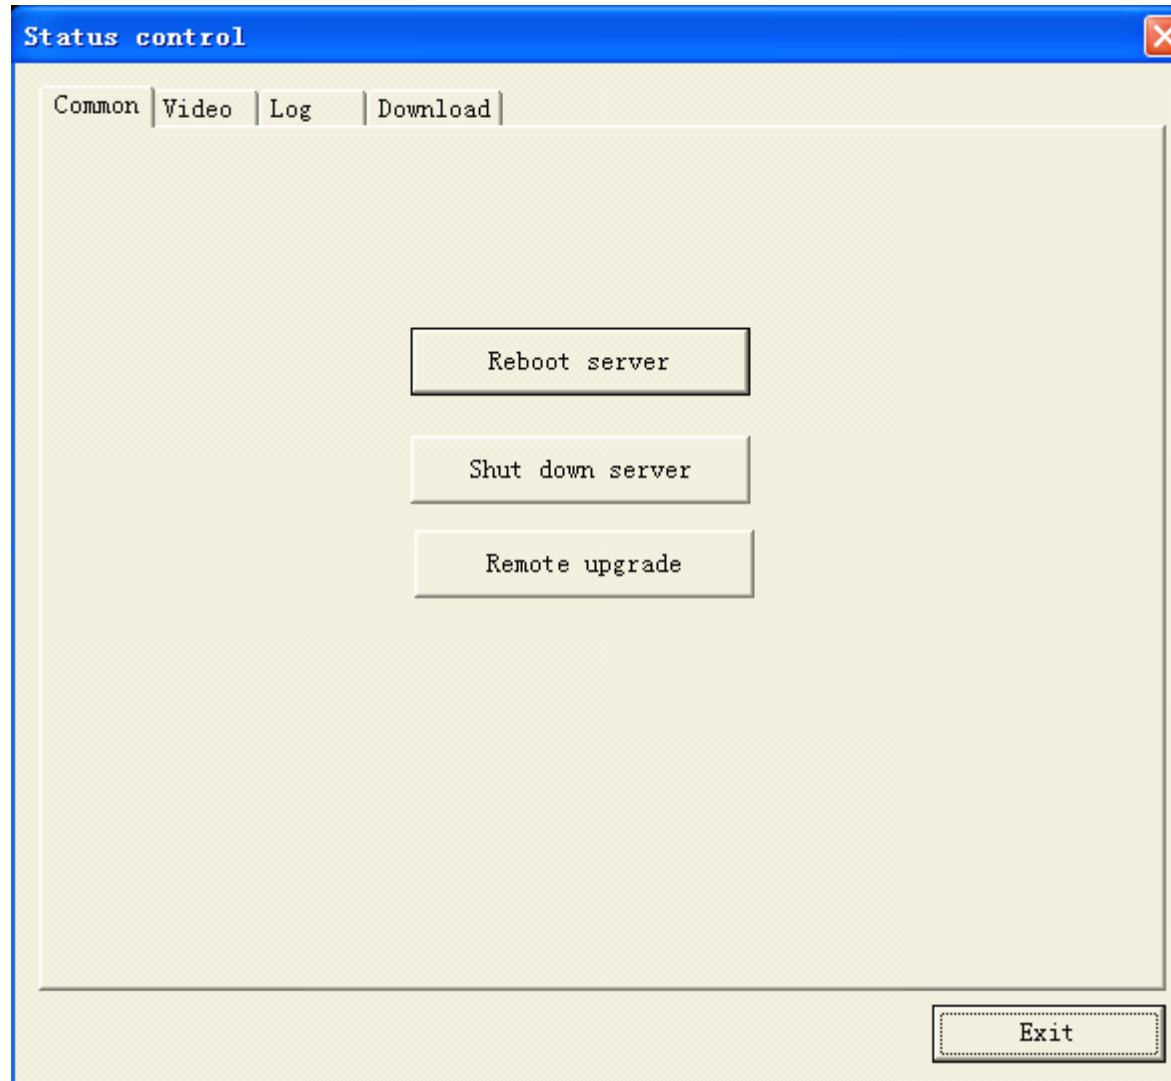 Status control
Common Video Log Download
Reboot server
Shut down server
Remote upgrade
Exit